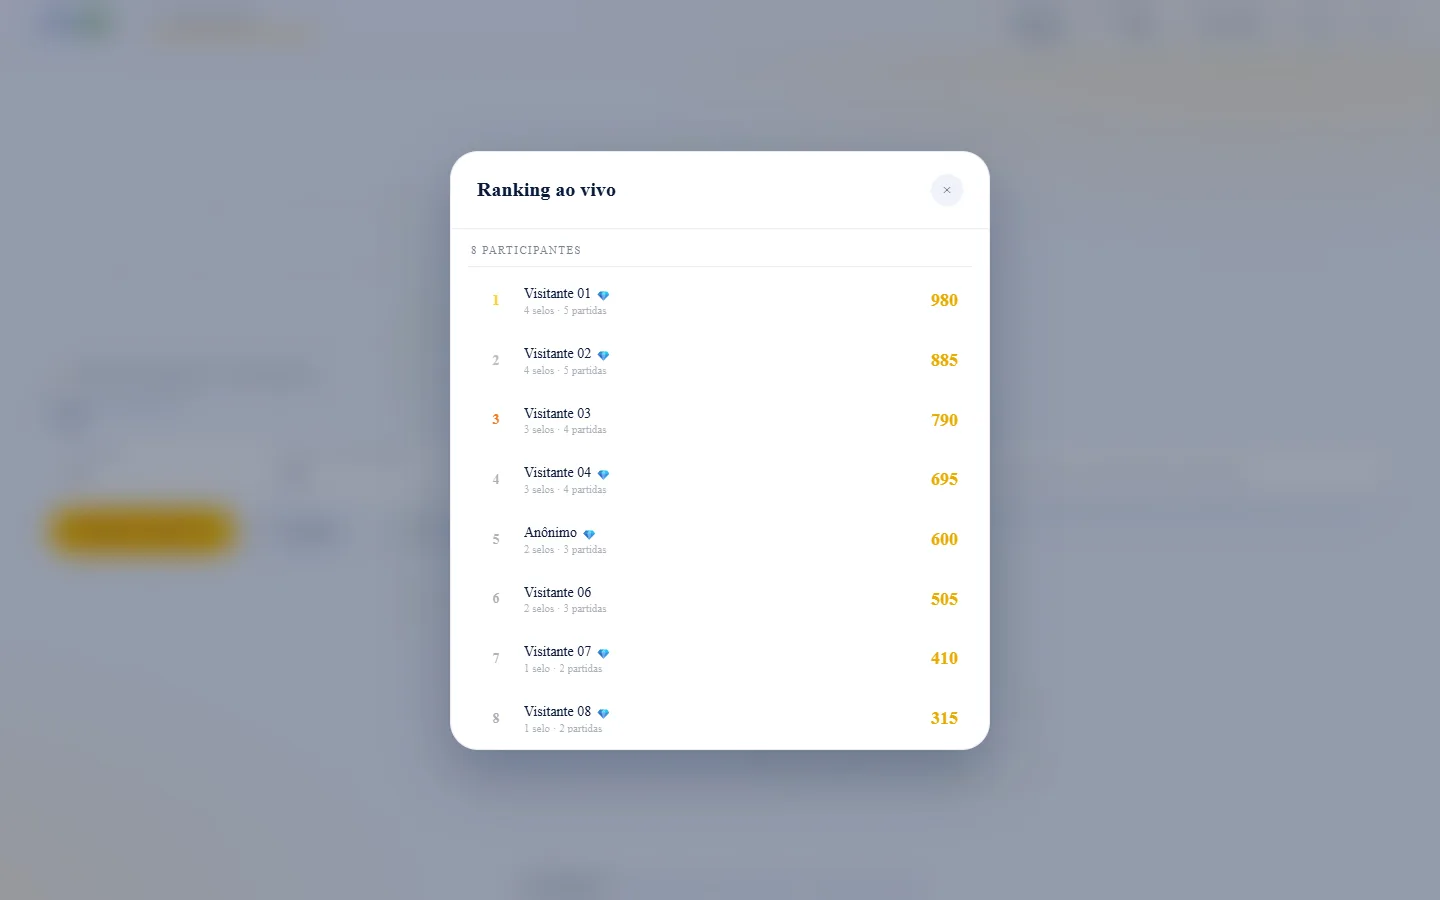 Ranking ao vivo
×
8 PARTICIPANTES
1 Visitante 01 980
4 selos · 5 partidas
2 Visitante 02 885
4 selos · 5 partidas
3 Visitante 03 790
3 selos · 4 partidas
4 Visitante 04 695
3 selos · 4 partidas
5 Anônimo 600
2 selos · 3 partidas
6 Visitante 06 505
2 selos · 3 partidas
7 Visitante 07 410
1 selo · 2 partidas
8 Visitante 08 315
1 selo · 2 partidas